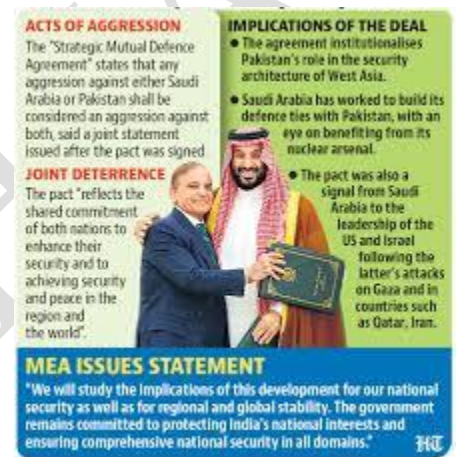 ACTS OF AGGRESSION
The "Strategic Mutual Defence
Agreement" states that any
aggression against either Saudi
Arabia or Pakistan shall be
considered an aggression against
both, said a joint statement
issued after the pact was signed
JOINT DETERRENCE
The pact "reflects the
shared commitment
of both nations to
enhance their
security and to
achieving security
and peace in the
region and
the world".
IMPLICATIONS OF THE DEAL
● The agreement institutionalises
Pakistan's role in the security
architecture of West Asia.
● Saudi Arabia has worked to build its
defence ties with Pakistan, with an
eye on benefiting from its
nuclear arsenal.
● The pact was also a
signal from Saudi
Arabia to the
leadership of the
US and Israel
following the
latter's attacks
on Gaza and in
countries such
as Qatar, Iran.
MEA ISSUES STATEMENT
"We will study the implications of this development for our national
security as well as for regional and global stability. The government
remains committed to protecting India's national interests and
ensuring comprehensive national security in all domains."
HT